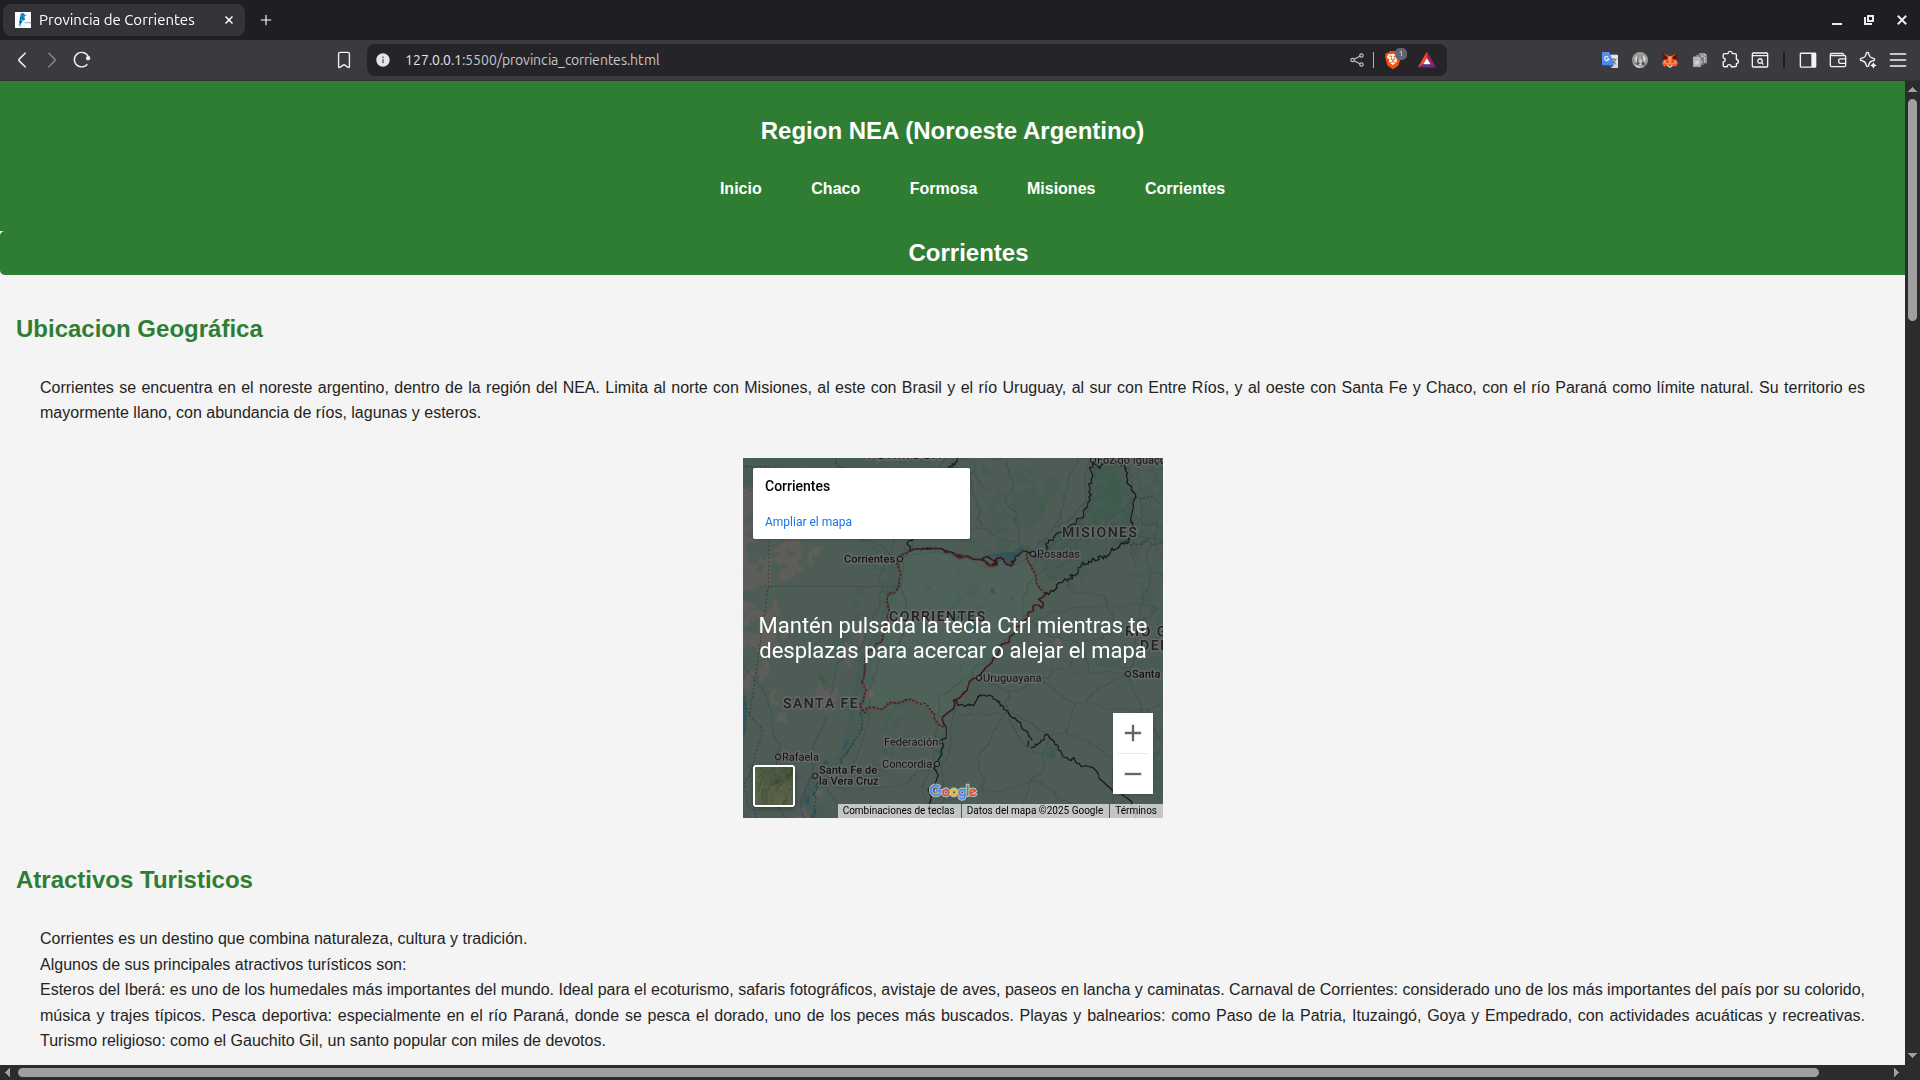 Provincia de Corrientes
127.0.0.1:5500/provincia_corrientes.html
1
Region NEA (Noroeste Argentino)
Inicio Chaco Formosa Misiones Corrientes
Corrientes
Ubicacion Geográfica
Corrientes se encuentra en el noreste argentino, dentro de la región del NEA. Limita al norte con Misiones, al este con Brasil y el río Uruguay, al sur con Entre Ríos, y al oeste con Santa Fe y Chaco, con el río Paraná como límite natural. Su territorio es
mayormente llano, con abundancia de ríos, lagunas y esteros.
Foz do Iguaçu
Corrientes
Ampliar el mapa
MISIONES
Corrientes
Posadas
CORRIENTES
Mantén pulsada la tecla Ctrl mientras te
desplazas para acercar o alejar el mapa
Uruguayana
Santa
SANTA FE
Federación
Rafaela
Concordia
Santa Fe de
la Vera Cruz
Google
Combinaciones de teclas
Datos del mapa ©2025 Google
Términos
Atractivos Turisticos
Corrientes es un destino que combina naturaleza, cultura y tradición.
Algunos de sus principales atractivos turísticos son:
Esteros del Iberá: es uno de los humedales más importantes del mundo. Ideal para el ecoturismo, safaris fotográficos, avistaje de aves, paseos en lancha y caminatas. Carnaval de Corrientes: considerado uno de los más importantes del país por su colorido,
música y trajes típicos. Pesca deportiva: especialmente en el río Paraná, donde se pesca el dorado, uno de los peces más buscados. Playas y balnearios: como Paso de la Patria, Ituzaingó, Goya y Empedrado, con actividades acuáticas y recreativas.
Turismo religioso: como el Gauchito Gil, un santo popular con miles de devotos.